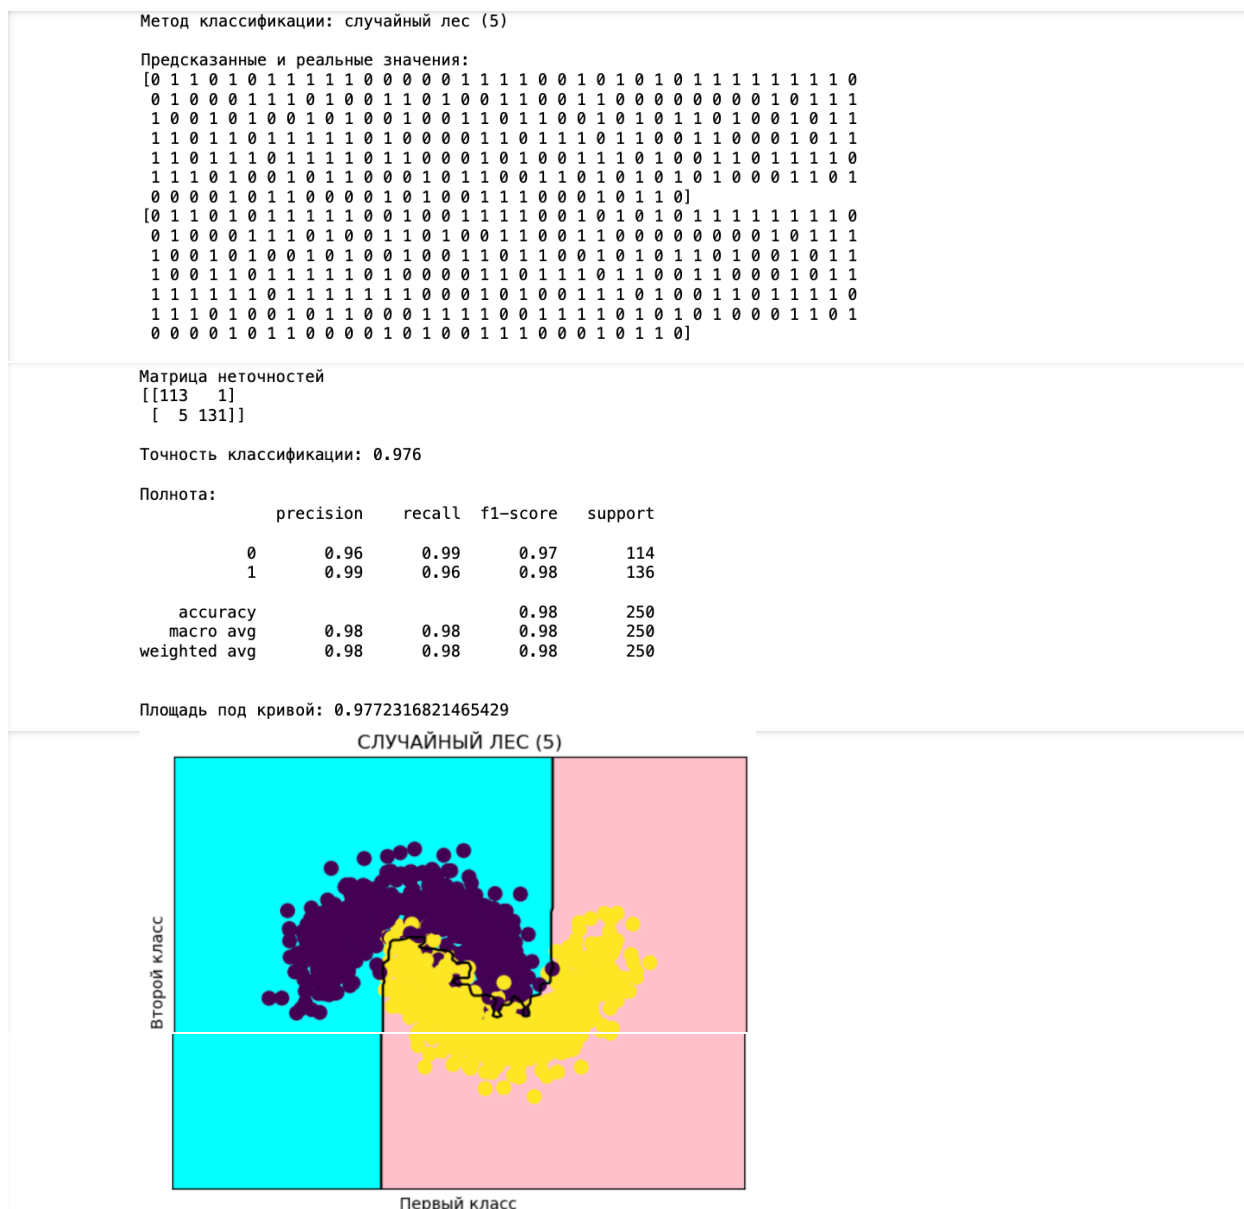 Метод классификации: случайный лес (5)
Предсказанные и реальные значения:
[0 1 1 0 1 0 1 1 1 1 1 0 0 0 0 0 1 1 1 1 0 0 1 0 1 0 1 0 1 1 1 1 1 1 1 1 0
0 1 0 0 0 1 1 1 0 1 0 0 1 1 0 1 0 0 1 1 0 0 1 1 0 0 0 0 0 0 0 0 1 0 1 1 1
1 0 0 1 0 1 0 0 1 0 1 0 0 1 0 0 1 1 0 1 1 0 0 1 0 1 1 0 1 0 0 1 0 1 1
1 1 0 1 1 0 1 1 1 1 1 0 1 0 0 0 0 1 1 0 1 1 1 0 1 1 0 0 1 1 0 0 0 1 0 1 1
1 1 0 1 1 1 0 1 1 1 1 0 1 1 0 0 0 1 0 1 0 0 1 1 1 0 1 0 0 1 1 0 1 1 1 1 0
1 1 1 0 1 0 0 1 0 1 1 0 0 0 1 0 1 1 0 0 1 1 0 1 0 1 0 1 0 1 0 0 0 1 1 0 1
0 0 0 0 1 0 1 1 0 0 0 0 1 0 1 0 0 1 1 1 0 0 0 1 0 1 1 0]
[0 1 1 0 1 0 1 1 1 1 1 0 0 1 0 0 1 1 1 1 0 0 1 0 1 0 1 0 1 1 1 1 1 1 1 1 0
0 1 0 0 0 1 1 1 0 1 0 0 1 1 0 1 0 0 1 1 0 0 1 1 0 0 0 0 0 0 0 0 1 0 1 1 1
1 0 0 1 0 1 0 0 1 0 1 0 0 1 0 0 1 1 0 1 1 0 0 1 0 1 1 0 1 0 0 1 0 1 1
1 0 0 1 1 0 1 1 1 1 1 0 1 0 0 0 0 1 1 0 1 1 1 0 1 1 0 0 1 1 0 0 0 1 0 1 1
1 1 1 1 1 1 0 1 1 1 1 1 1 1 0 0 0 1 0 1 0 0 1 1 1 0 1 0 0 1 1 0 1 1 1 1 0
1 1 1 0 1 0 0 1 0 1 1 0 0 0 1 1 1 1 0 0 1 1 1 1 0 1 0 1 0 1 0 0 0 1 1 0 1
0 0 0 0 1 0 1 1 0 0 0 0 1 0 1 0 0 1 1 1 0 0 0 1 0 1 1 0]
Матрица неточностей
[[113 1]
[ 5 131]]
Точность классификации: 0.976
Полнота:
precision recall f1-score support
0 0.96 0.99 0.97 114
1 0.99 0.96 0.98 136
accuracy 0.98 250
macro avg 0.98 0.98 0.98 250
weighted avg 0.98 0.98 0.98 250
Площадь под кривой: 0.9772316821465429
СЛУЧАЙНЫЙ ЛЕС (5)
Второй класс
Первый класс